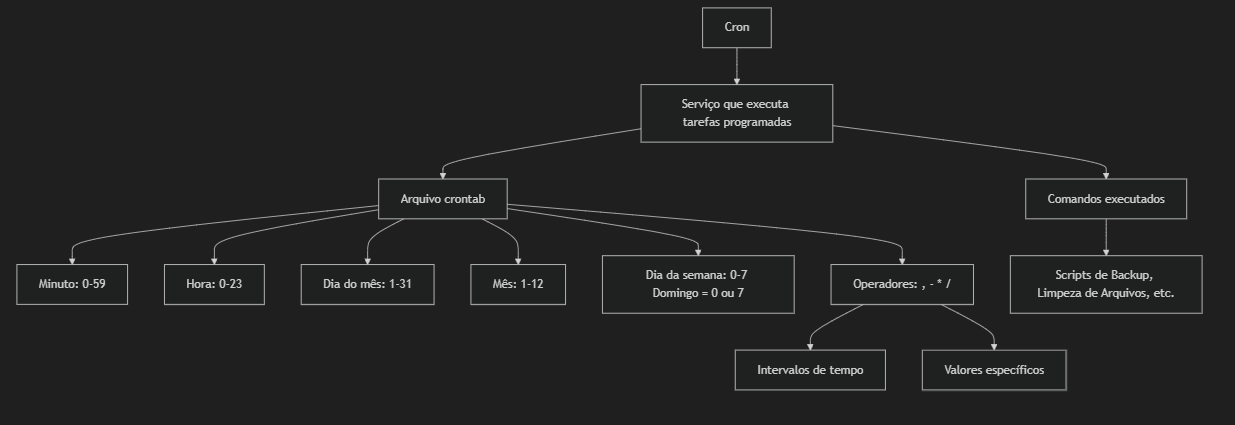 Cron
Serviço que executa
tarefas programadas
Arquivo crontab
Comandos executados
Minuto: 0-59
Hora: 0-23
Dia do mês: 1-31
Mês: 1-12
Dia da semana: 0-7
Domingo = 0 ou 7
Operadores: , - * /
Scripts de Backup,
Limpeza de Arquivos, etc.
Intervalos de tempo
Valores específicos